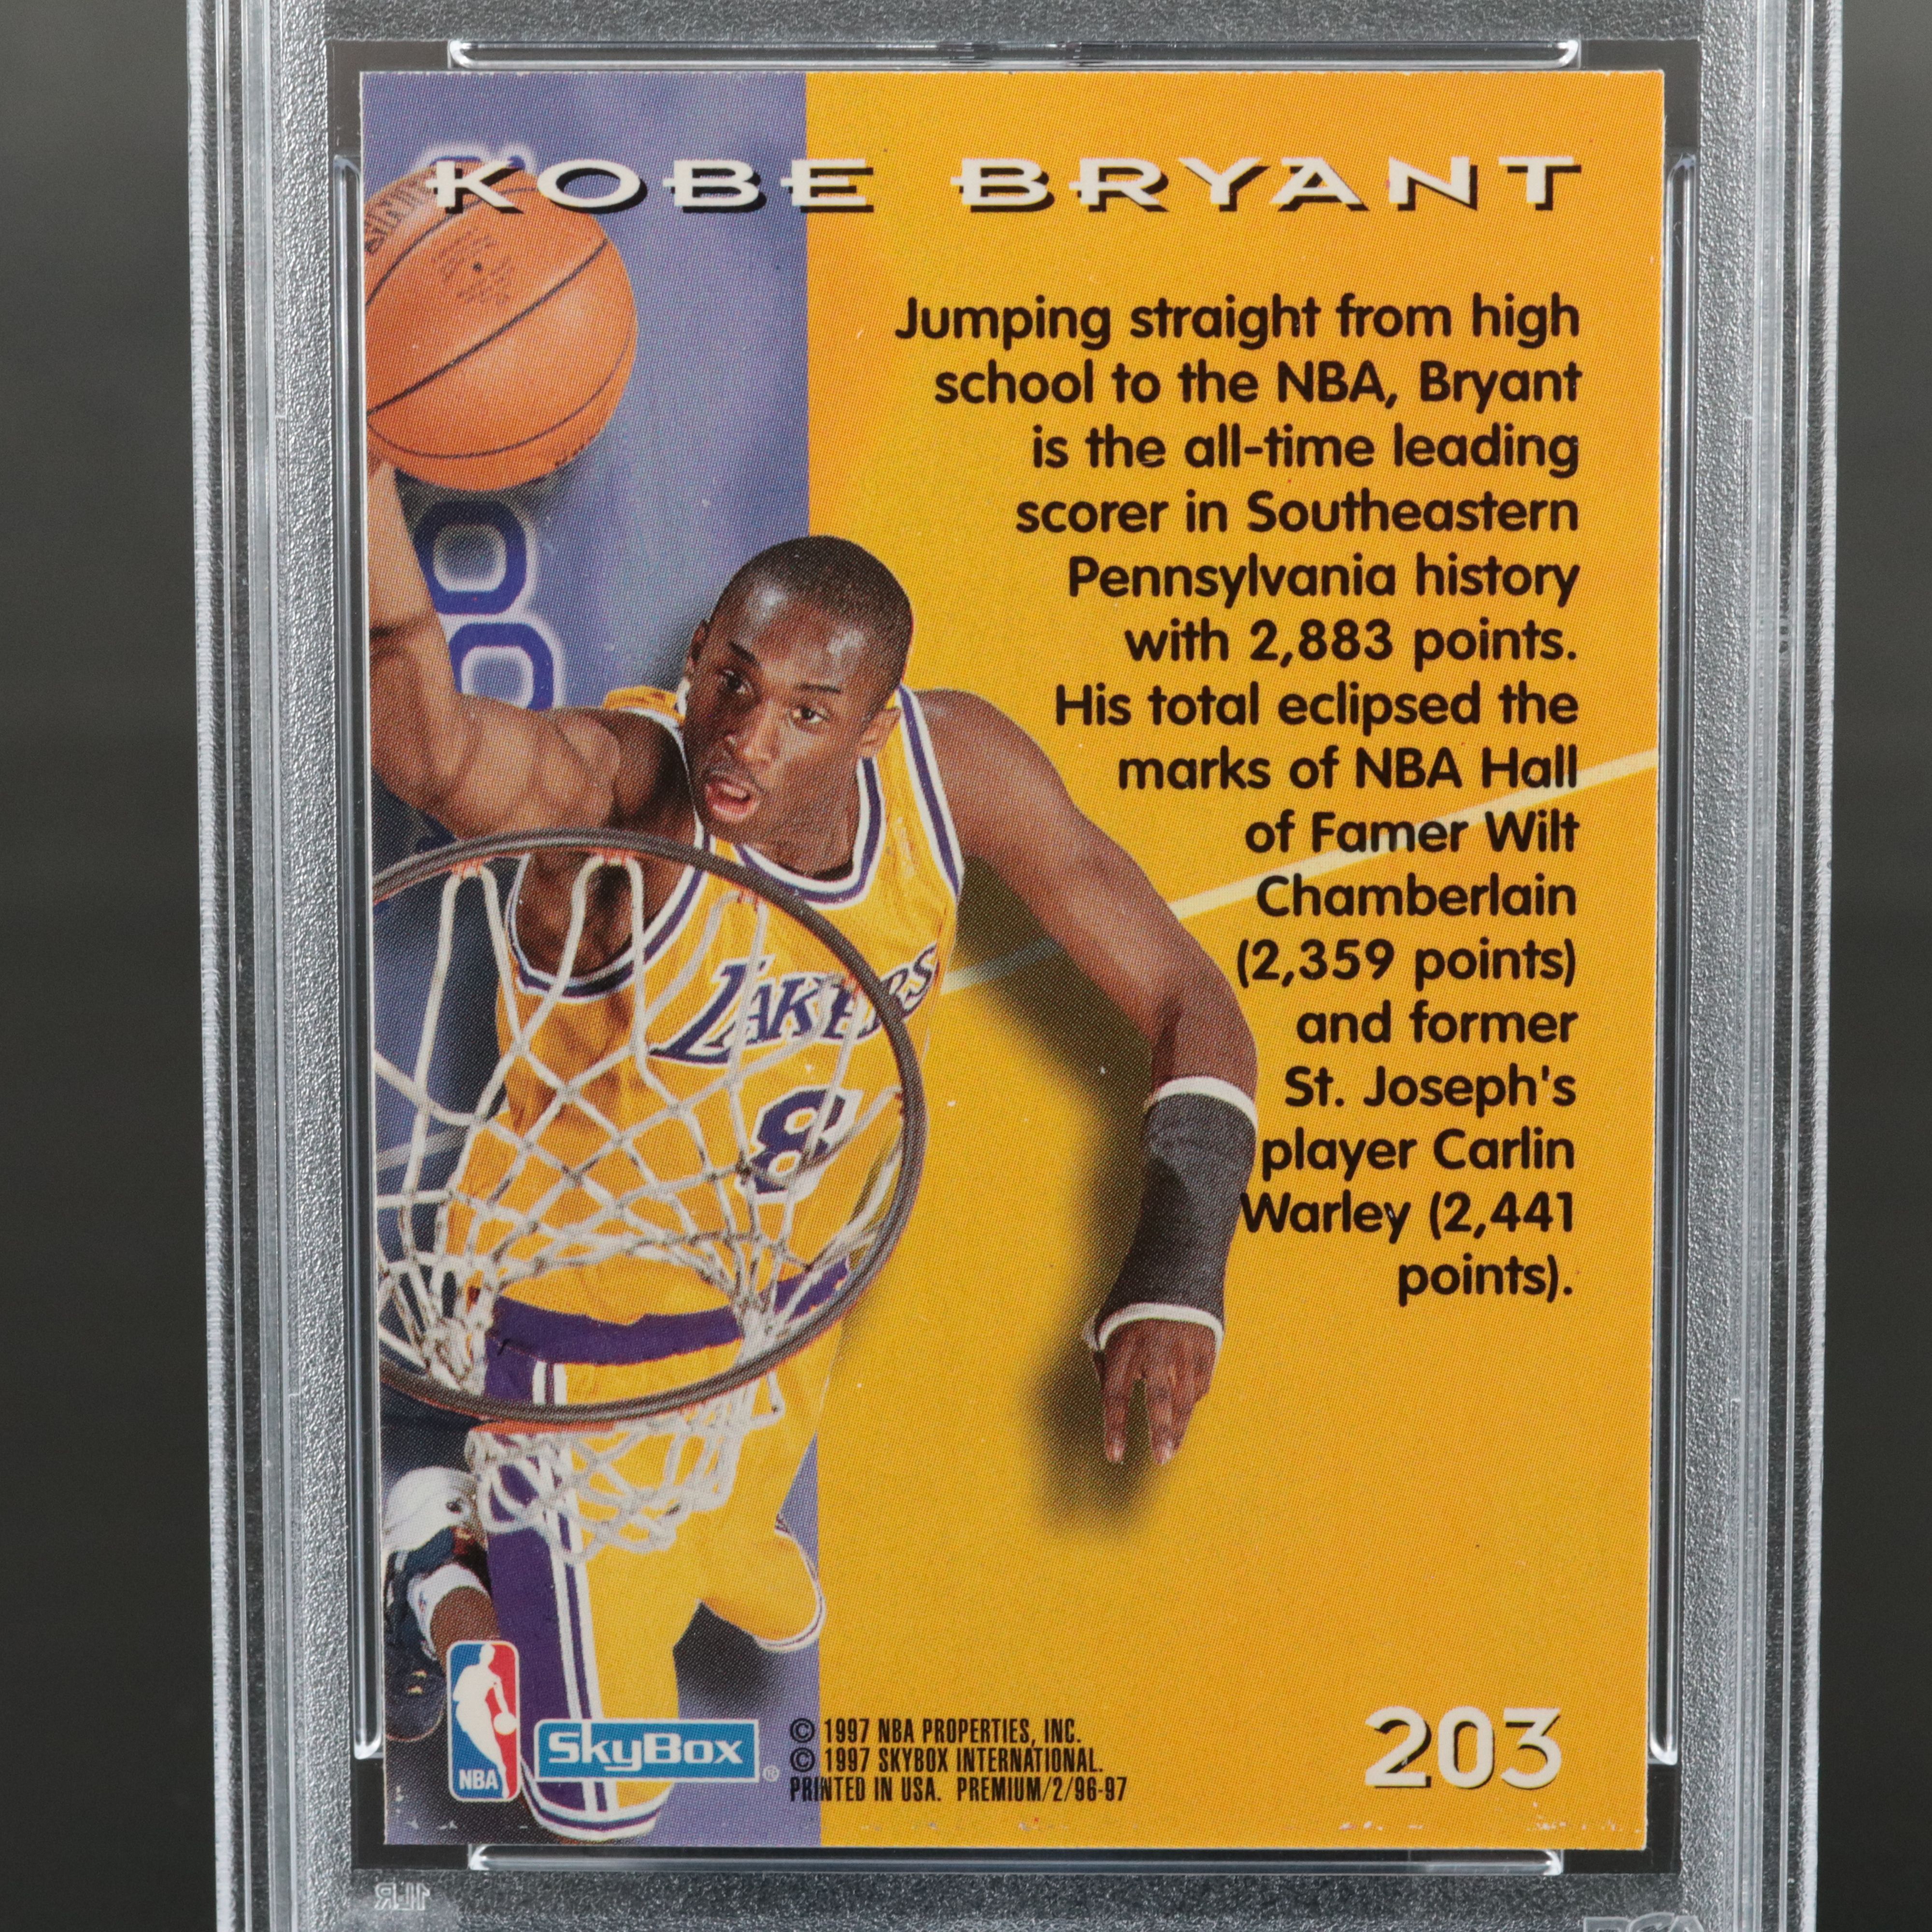 KOBE BRYANT
Jumping straight from high
school to the NBA, Bryant
is the all-time leading
scorer in Southeastern
Pennsylvania history
with 2,883 points.
His total eclipsed the
marks of NBA Hall
of Famer Wilt
Chamberlain
(2,359 points)
and former
St. Joseph's
player Carlin
Warley (2,441
points).
LAKERS
8
NBA
SkyBox ®
© 1997 NBA PROPERTIES, INC.
© 1997 SKYBOX INTERNATIONAL.
PRINTED IN USA. PREMIUM/2/96-97
203